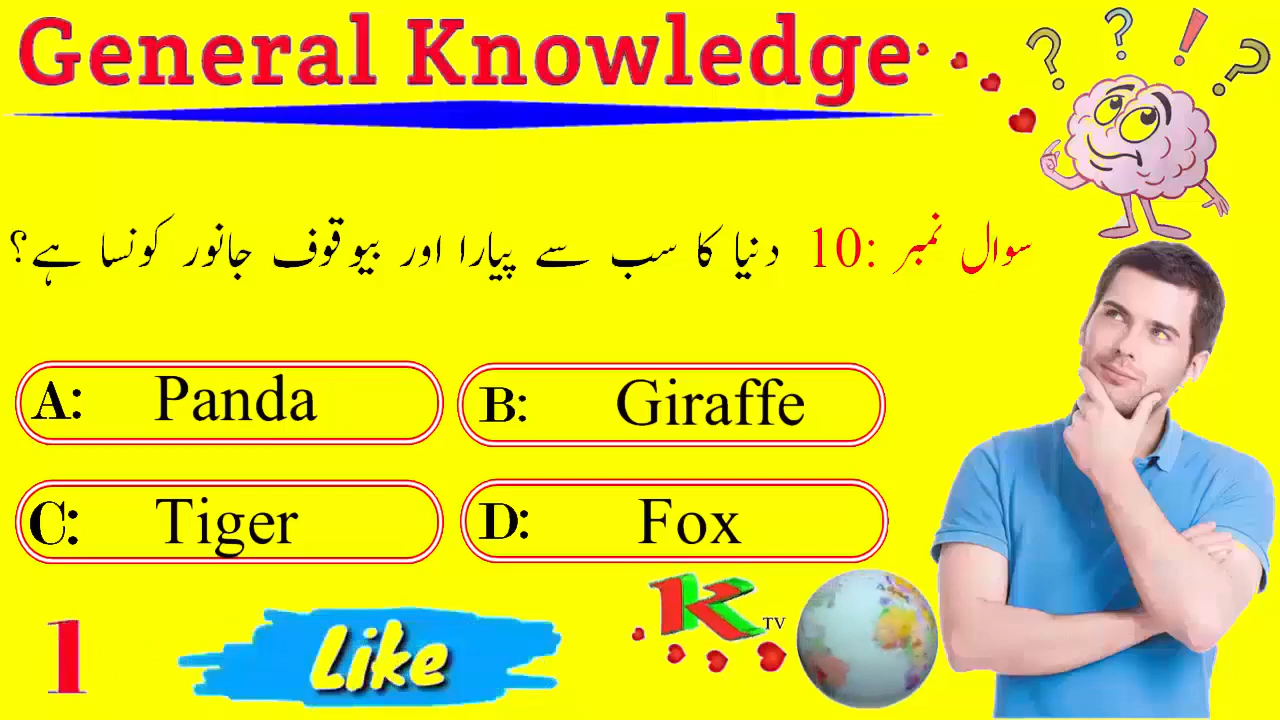 General Knowledge
سوال نمبر :10 دنیا کا سب سے پیارا اور بیوقوف جانور کونسا ہے؟
A: Panda
B: Giraffe
C: Tiger
D: Fox
1
Like
K TV